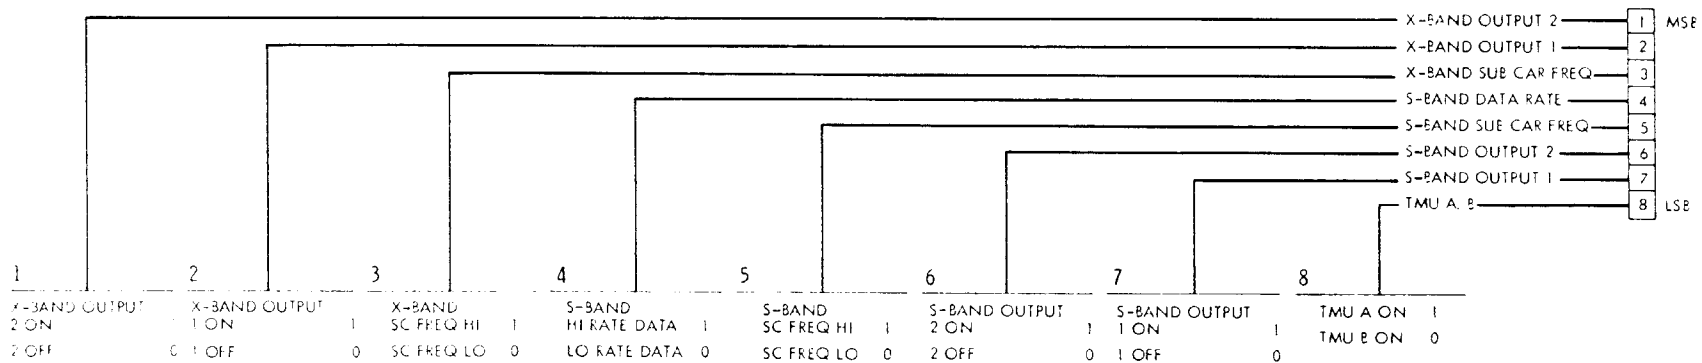 X-BAND OUTPUT 2 1 MSB
X-BAND OUTPUT 1 2
X-BAND SUB CAR FREQ 3
S-BAND DATA RATE 4
S-BAND SUB CAR FREQ 5
S-BAND OUTPUT 2 6
S-BAND OUTPUT 1 7
TMU A, B 8 LSB
1 2 3 4 5 6 7 8
X-BAND OUTPUT X-BAND OUTPUT X-BAND S-BAND S-BAND S-BAND OUTPUT S-BAND OUTPUT TMU A ON 1
2 ON 1 ON 1 SC FREQ HI 1 HI RATE DATA 1 SC FREQ HI 1 2 ON 1 1 ON 1 TMU B ON 0
2 OFF 0 1 OFF 0 SC FREQ LO 0 LO RATE DATA 0 SC FREQ LO 0 2 OFF 0 1 OFF 0